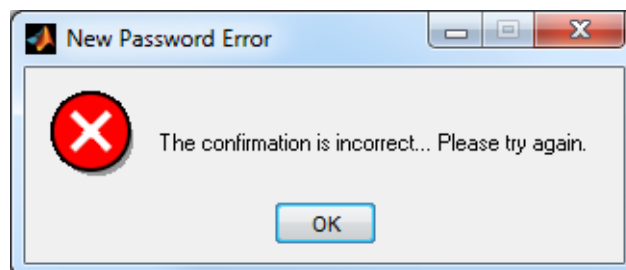 New Password Error
The confirmation is incorrect... Please try again.
OK